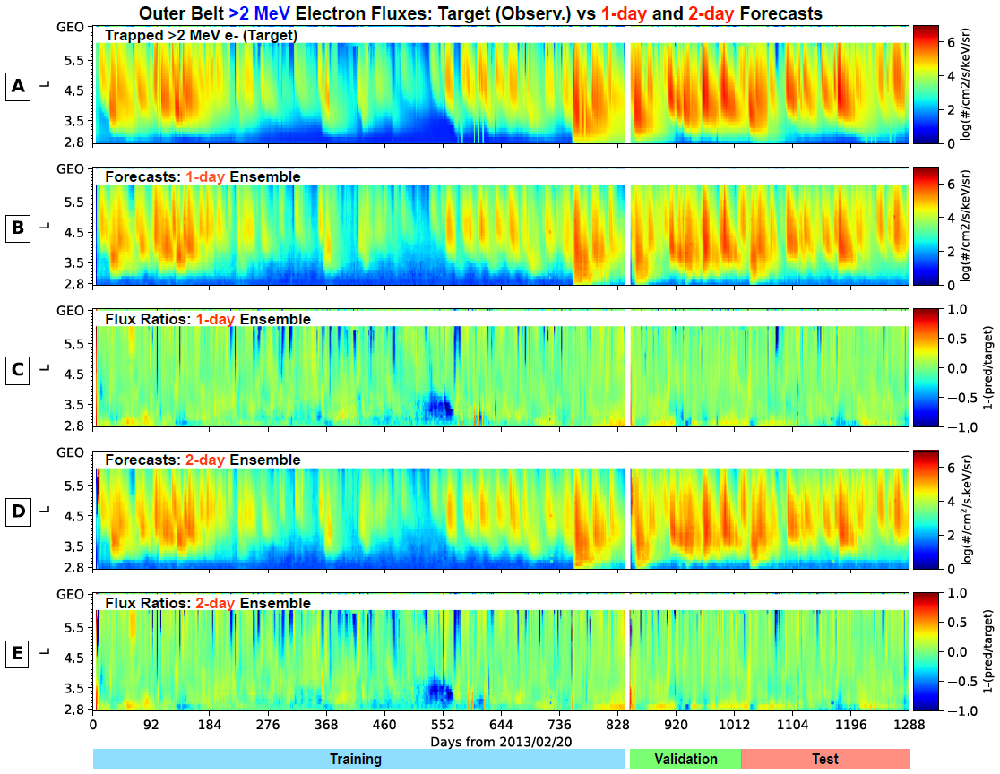 Outer Belt >2 MeV Electron Fluxes: Target (Observ.) vs 1-day and 2-day Forecasts
A
L
GEO
5.5
4.5
3.5
2.8
Trapped >2 MeV e- (Target)
6
4
2
0
log(#/cm2/s/keV/sr)
B
L
GEO
5.5
4.5
3.5
2.8
Forecasts: 1-day Ensemble
6
4
2
0
log(#/cm2/s/keV/sr)
C
L
GEO
5.5
4.5
3.5
2.8
Flux Ratios: 1-day Ensemble
1.0
0.5
0.0
−0.5
−1.0
1-(pred/target)
D
L
GEO
5.5
4.5
3.5
2.8
Forecasts: 2-day Ensemble
6
4
2
0
log(#/cm²/s.keV/sr)
E
L
GEO
5.5
4.5
3.5
2.8
Flux Ratios: 2-day Ensemble
1.0
0.5
0.0
−0.5
−1.0
1-(pred/target)
0 92 184 276 368 460 552 644 736 828 920 1012 1104 1196 1288
Days from 2013/02/20
Training Validation Test